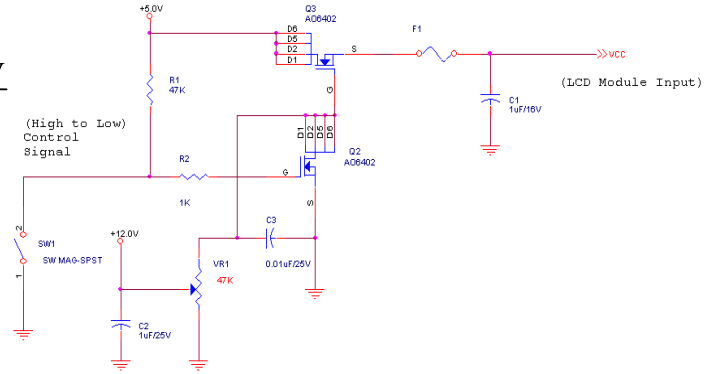 +5.0V
Q3
AO6402
D6
D5
D2
D1
S
G
F1
VCC
(LCD Module Input)
C1
1uF/16V
R1
47K
(High to Low)
Control
Signal
R2
1K
D1
D2
D5
D6
Q2
AO6402
G
S
C3
0.01uF/25V
2
SW1
SW MAG-SPST
1
+12.0V
VR1
47K
C2
1uF/25V